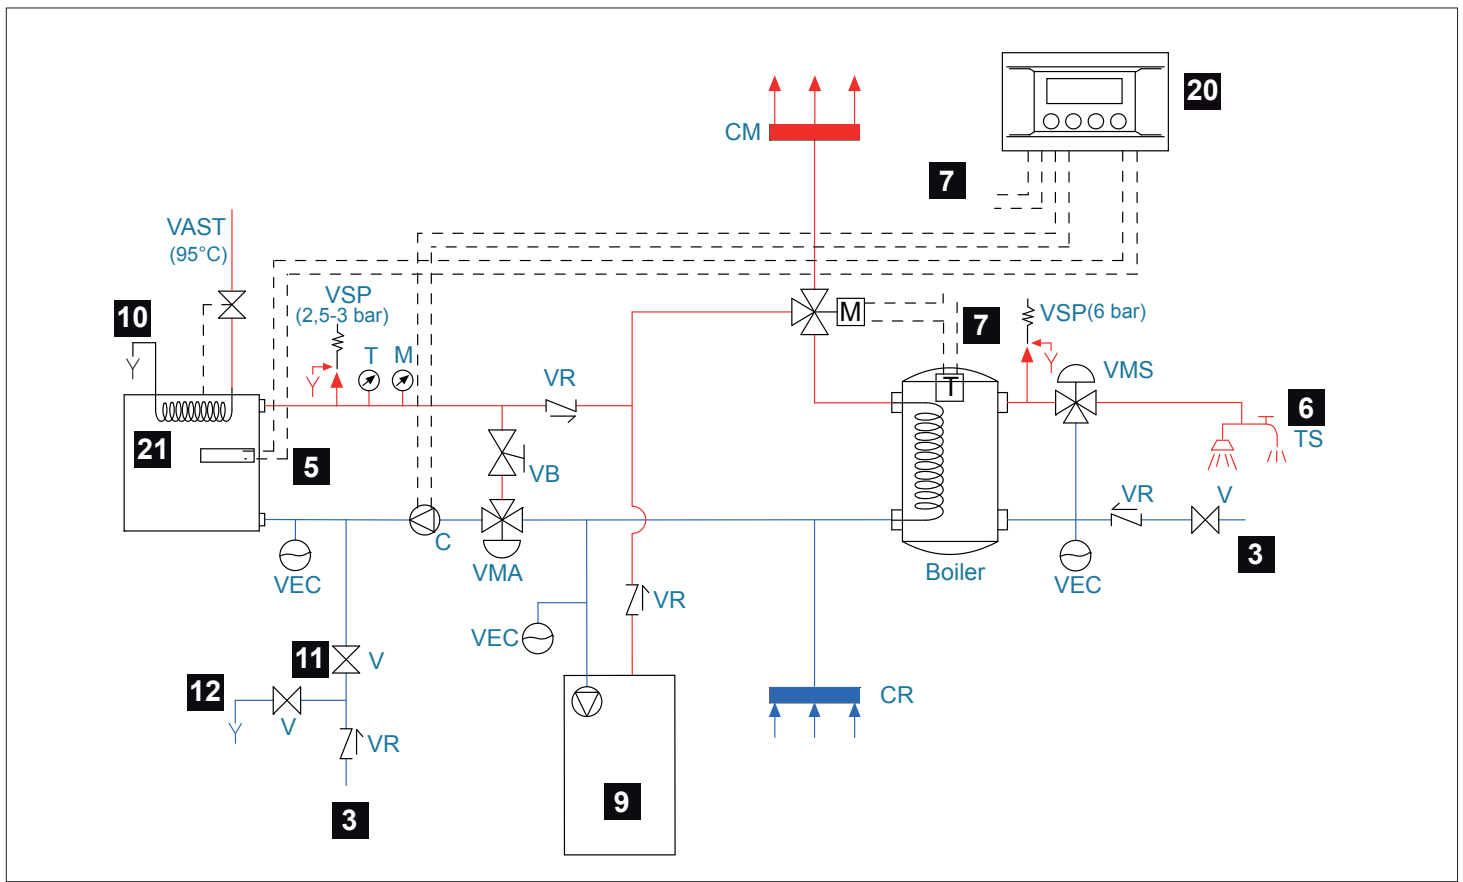 20
CM
7
VAST
(95°C)
VSP
(2,5-3 bar)
10
T
M
M
7
VSP(6 bar)
VMS
VR
T
6
TS
21
5
VB
VR
V
C
VMA
VEC
Boiler
VEC
3
VR
VEC
11
V
12
V
CR
VR
9
3